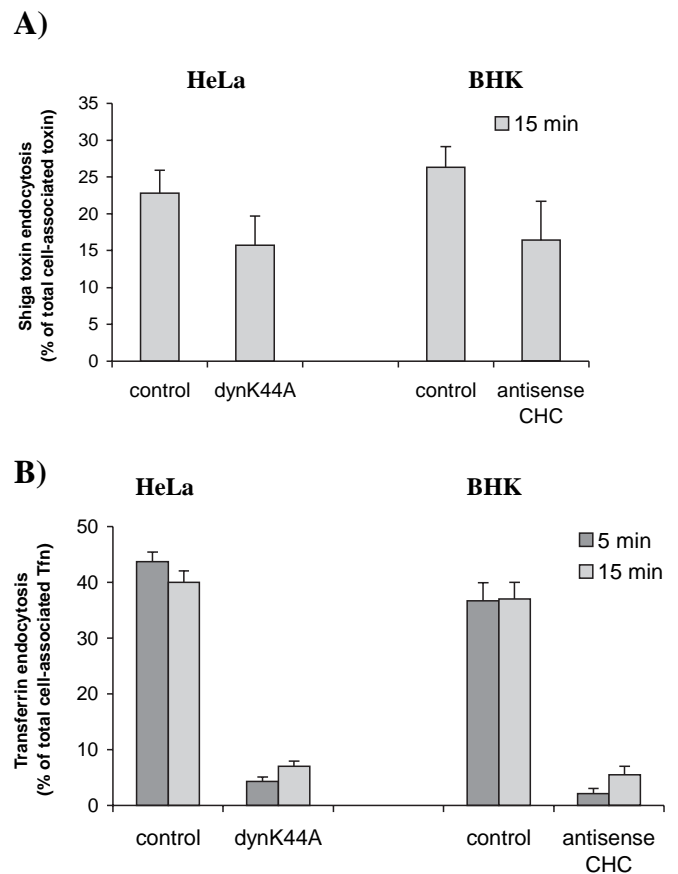 A)
HeLa
BHK
15 min
Shiga toxin endocytosis
(% of total cell-associated toxin)
35
30
25
20
15
10
5
0
control
dynK44A
control
antisense
CHC
B)
HeLa
BHK
5 min
15 min
Transferrin endocytosis
(% of total cell-associated Tfn)
50
40
30
20
10
0
control
dynK44A
control
antisense
CHC